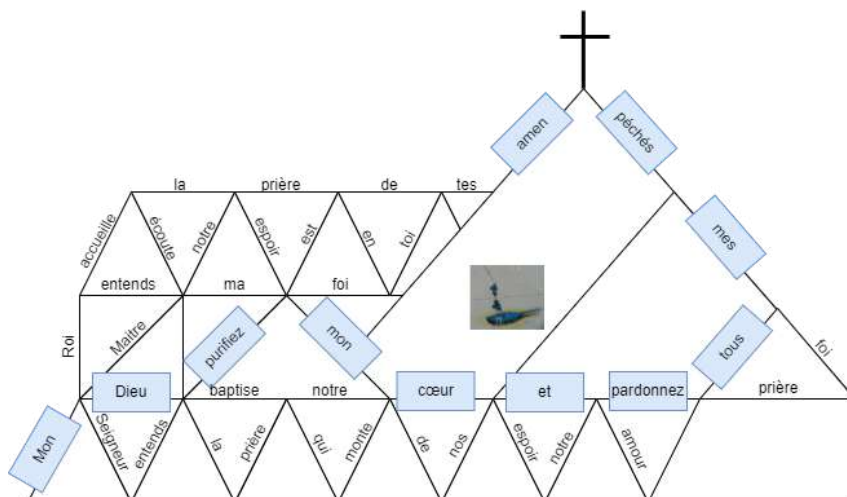 amen péchés
la prière de tes
accueille écoute notre espoir est en toi mes
entends ma foi
Roi Maitre purifiez mon tous foi
Dieu baptise notre cœur et pardonnez prière
Mon Seigneur entends la prière qui monte de nos espoir notre amour